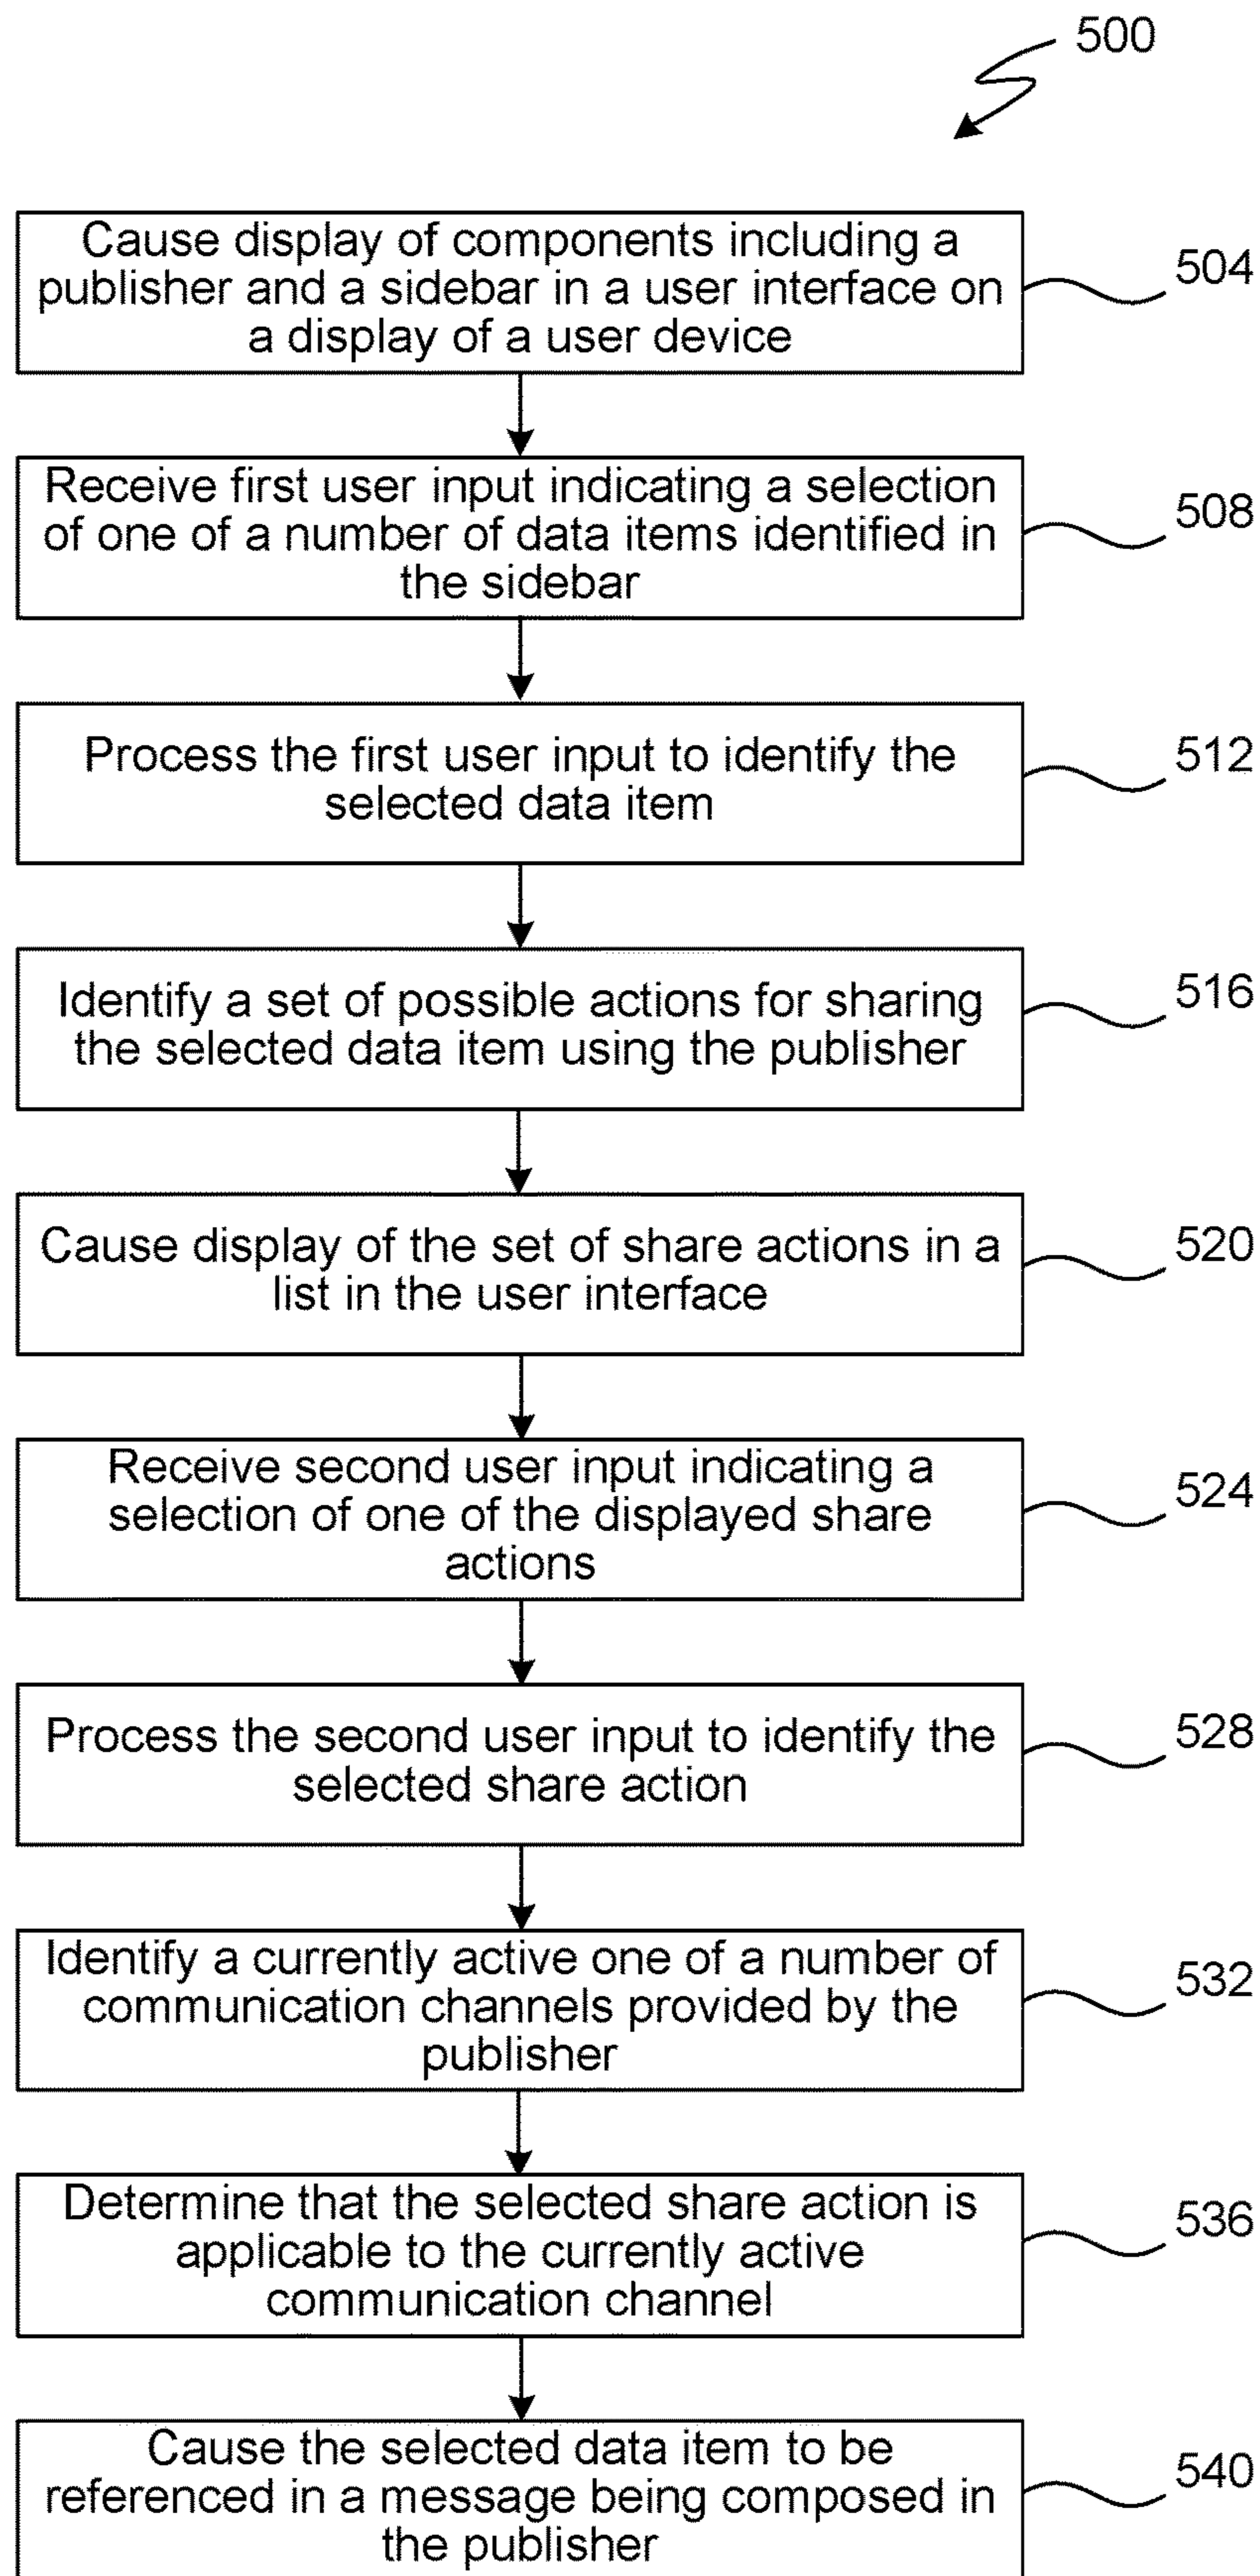 500
Cause display of components including a
publisher and a sidebar in a user interface on
a display of a user device
504
Receive first user input indicating a selection
of one of a number of data items identified in
the sidebar
508
Process the first user input to identify the
selected data item
512
Identify a set of possible actions for sharing
the selected data item using the publisher
516
Cause display of the set of share actions in a
list in the user interface
520
Receive second user input indicating a
selection of one of the displayed share
actions
524
Process the second user input to identify the
selected share action
528
Identify a currently active one of a number of
communication channels provided by the
publisher
532
Determine that the selected share action is
applicable to the currently active
communication channel
536
Cause the selected data item to be
referenced in a message being composed in
the publisher
540